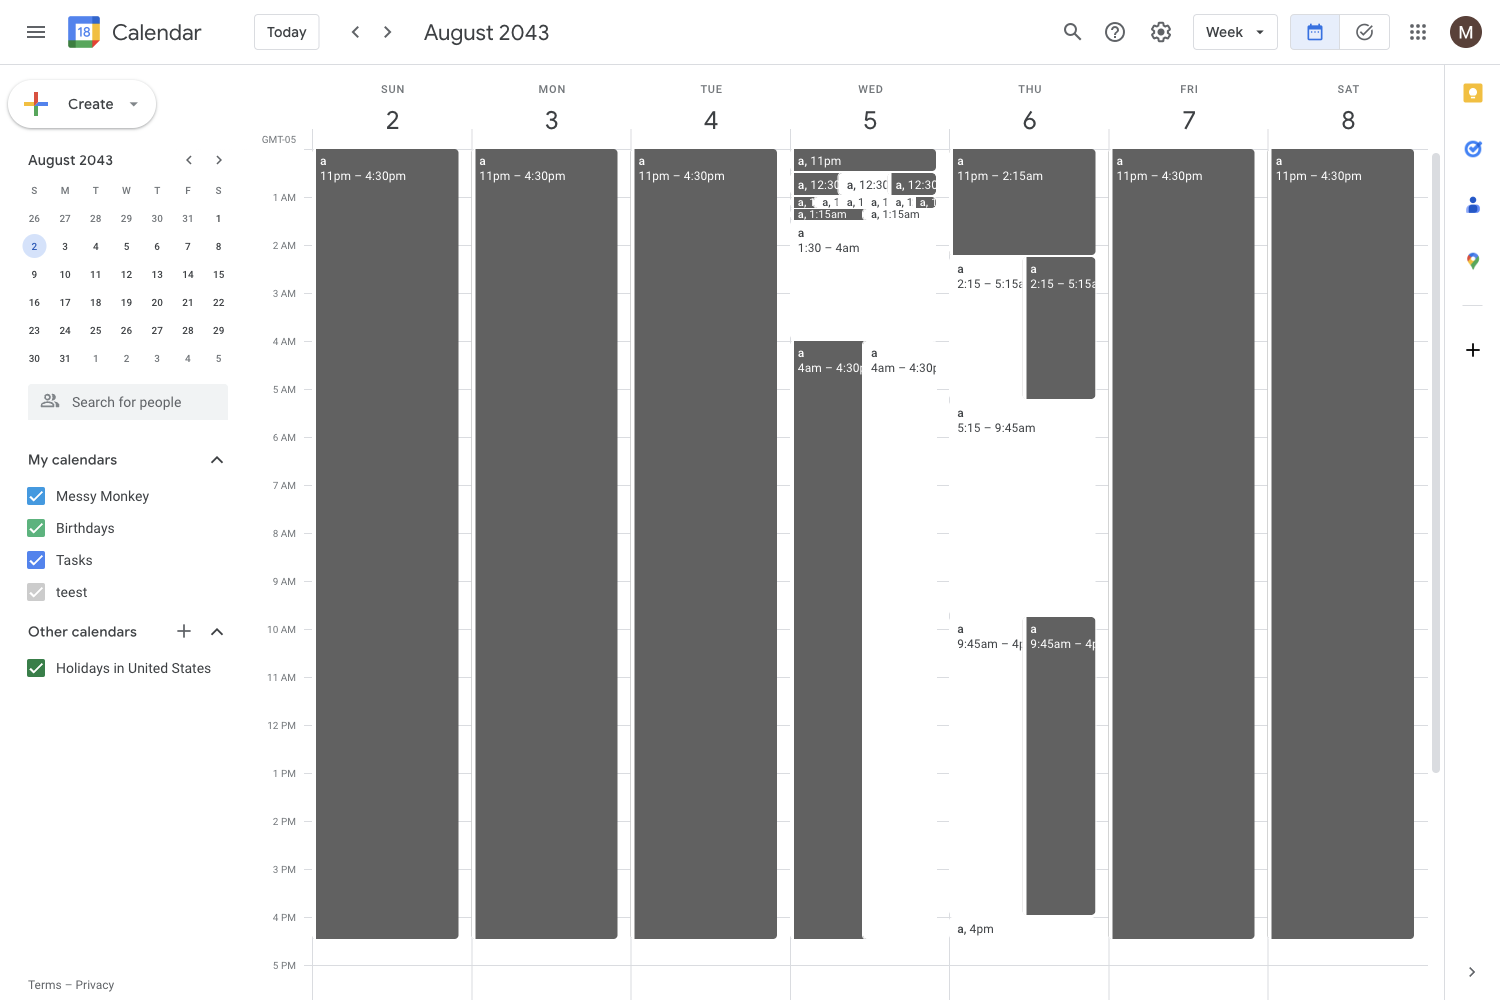 18 Calendar Today August 2043 Week M
Create
August 2043
S M T W T F S
26 27 28 29 30 31 1
2 3 4 5 6 7 8
9 10 11 12 13 14 15
16 17 18 19 20 21 22
23 24 25 26 27 28 29
30 31 1 2 3 4 5
Search for people
My calendars
Messy Monkey
Birthdays
Tasks
teest
Other calendars
Holidays in United States
Terms – Privacy
SUN MON TUE WED THU FRI SAT
2 3 4 5 6 7 8
GMT-05
1 AM
2 AM
3 AM
4 AM
5 AM
6 AM
7 AM
8 AM
9 AM
10 AM
11 AM
12 PM
1 PM
2 PM
3 PM
4 PM
5 PM
a
11pm – 4:30pm
a
11pm – 4:30pm
a
11pm – 4:30pm
a, 11pm
a, 12:30 a, 12:30 a, 12:30
a, 1 a, 1 a, 1 a, 1 a, 1 a, 1
a, 1:15am a, 1:15am
a
1:30 – 4am
a
4am – 4:30p
a
4am – 4:30p
a
11pm – 2:15am
a
2:15 – 5:15a
a
2:15 – 5:15a
a
5:15 – 9:45am
a
9:45am – 4p
a
9:45am – 4p
a, 4pm
a
11pm – 4:30pm
a
11pm – 4:30pm